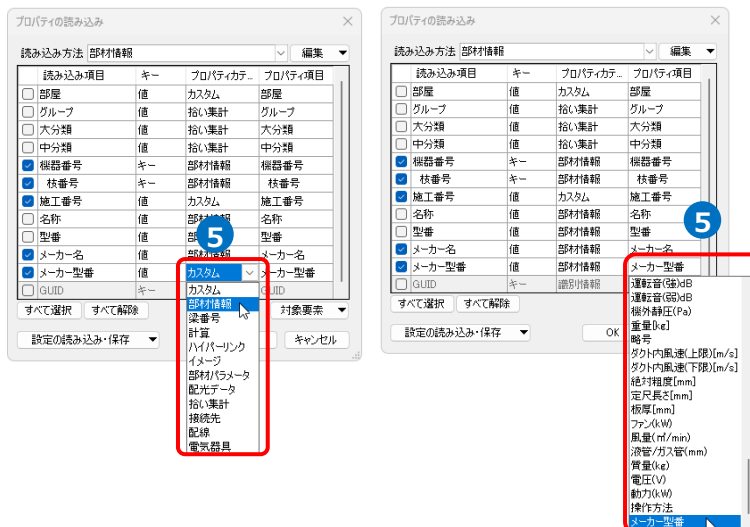 プロパティの読み込み
読み込み方法 部材情報 編集
読み込み項目 キー プロパティカテ... プロパティ項目
部屋 値 カスタム 部屋
グループ 値 拾い集計 グループ
大分類 値 拾い集計 大分類
中分類 値 拾い集計 中分類
機器番号 キー 部材情報 機器番号
枝番号 キー 部材情報 枝番号
施工番号 値 カスタム 施工番号
名称 値 名称
型番 値 型番
5
メーカー名 値 部材情報 メーカー名
メーカー型番 値 カスタム メーカー型番
GUID キー GUID
カスタム
部材情報
梁番号
計算
ハイパーリンク
イメージ
部材パラメータ
配光データ
拾い集計
接続先
配線
電気器具
すべて選択 すべて解除 対象要素
設定の読み込み・保存 キャンセル
プロパティの読み込み
読み込み方法 部材情報 編集
読み込み項目 キー プロパティカテ... プロパティ項目
部屋 値 カスタム 部屋
グループ 値 拾い集計 グループ
大分類 値 拾い集計 大分類
中分類 値 拾い集計 中分類
機器番号 キー 部材情報 機器番号
枝番号 キー 部材情報 枝番号
施工番号 値 カスタム 施工番号
名称 値 部材情報 名称
型番 値 部材情報 型番
5
メーカー名 値 部材情報 メーカー名
メーカー型番 値 部材情報 メーカー型番
GUID キー 識別情報
すべて選択 すべて解除
設定の読み込み・保存 OK
運転音(強)dB
運転音(弱)dB
機外静圧(Pa)
重量[kg]
略号
ダクト内風速(上限)[m/s]
ダクト内風速(下限)[m/s]
絶対粗度[mm]
定尺長さ[mm]
板厚[mm]
ファン(kW)
風量(㎥/min)
液管/ガス管(mm)
質量(kg)
電圧(V)
動力(kW)
操作方法
メーカー型番